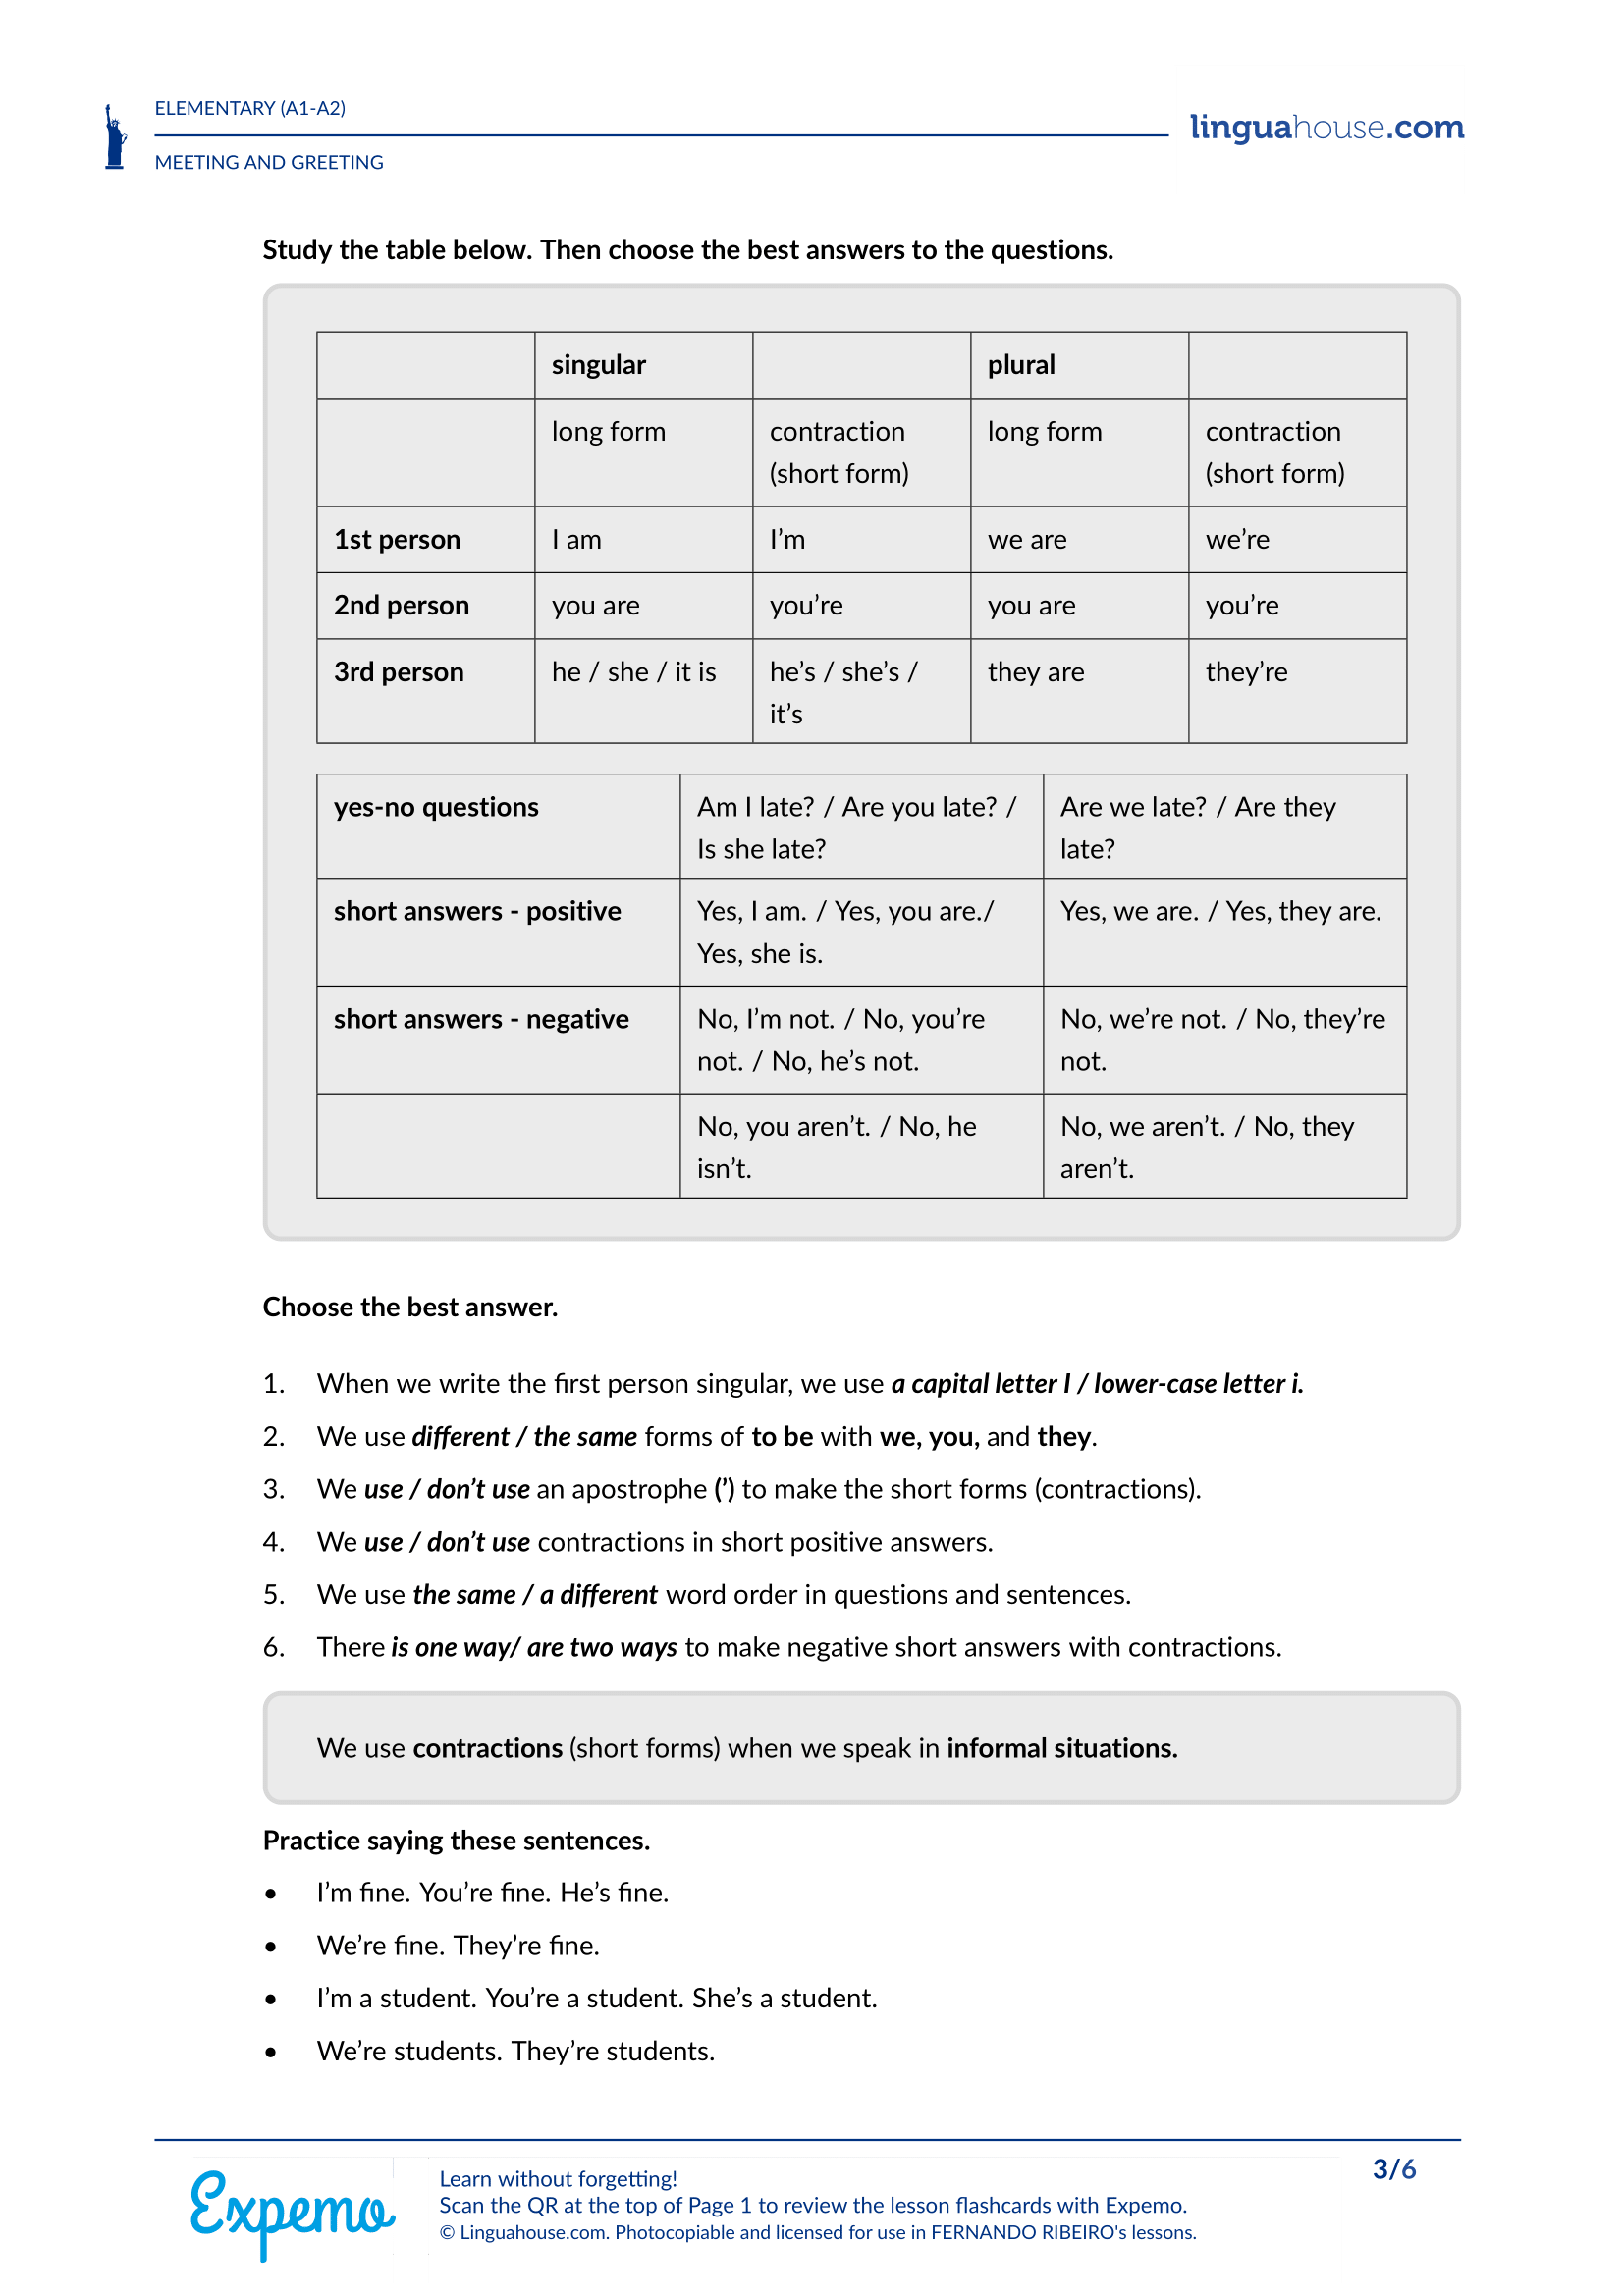 ELEMENTARY (A1-A2)
linguahouse.com
MEETING AND GREETING
Study the table below. Then choose the best answers to the questions.
singular plural
long form contraction long form contraction
(short form) (short form)
1st person I am I’m we are we’re
2nd person you are you’re you are you’re
3rd person he / she / it is he’s / she’s / they are they’re
it’s
yes-no questions Am I late? / Are you late? / Are we late? / Are they
Is she late? late?
short answers - positive Yes, I am. / Yes, you are./ Yes, we are. / Yes, they are.
Yes, she is.
short answers - negative No, I’m not. / No, you’re No, we’re not. / No, they’re
not. / No, he’s not. not.
No, you aren’t. / No, he No, we aren’t. / No, they
isn’t. aren’t.
Choose the best answer.
1. When we write the first person singular, we use a capital letter I / lower-case letter i.
2. We use different / the same forms of to be with we, you, and they.
3. We use / don’t use an apostrophe (’) to make the short forms (contractions).
4. We use / don’t use contractions in short positive answers.
5. We use the same / a different word order in questions and sentences.
6. There is one way/ are two ways to make negative short answers with contractions.
We use contractions (short forms) when we speak in informal situations.
Practice saying these sentences.
• I’m fine. You’re fine. He’s fine.
• We’re fine. They’re fine.
• I’m a student. You’re a student. She’s a student.
• We’re students. They’re students.
Expemo
Learn without forgetting!
Scan the QR at the top of Page 1 to review the lesson flashcards with Expemo.
© Linguahouse.com. Photocopiable and licensed for use in FERNANDO RIBEIRO's lessons.
3/6